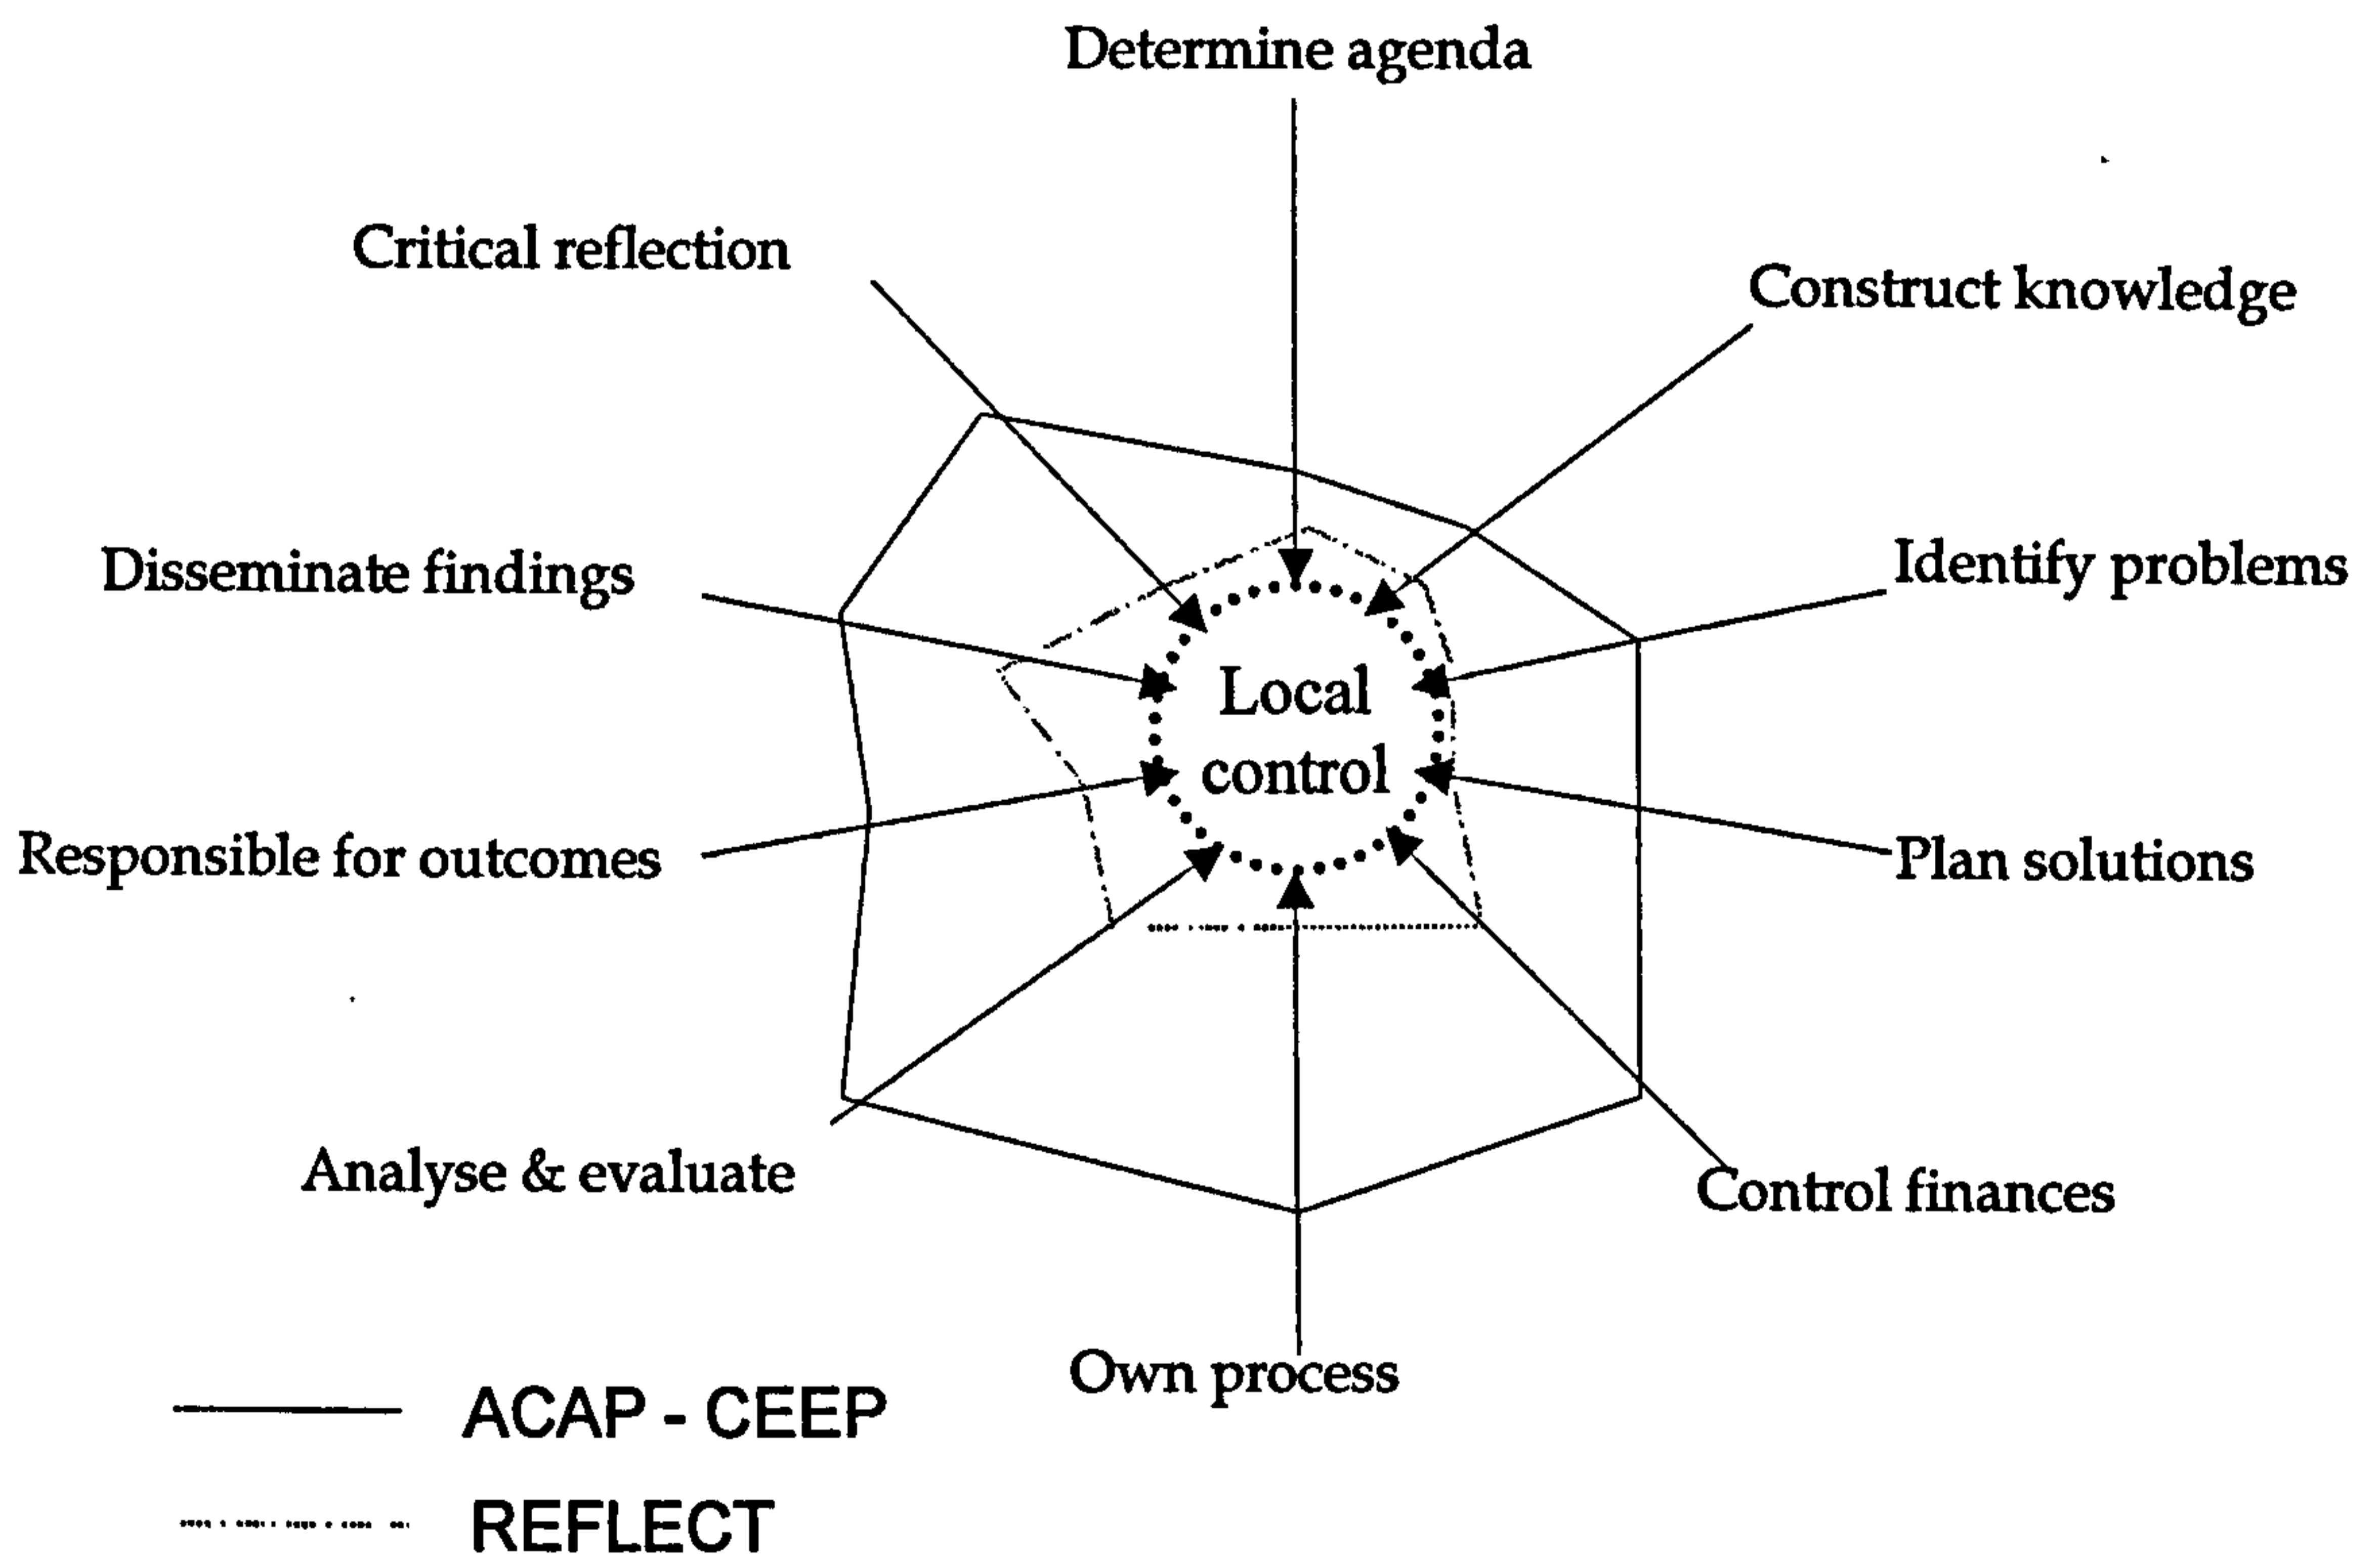 Determine agenda
Critical reflection
Construct knowledge
Disseminate findings
Identify problems
Local
control
Responsible for outcomes
Plan solutions
Analyse & evaluate
Control finances
Own process
ACAP - CEEP
REFLECT